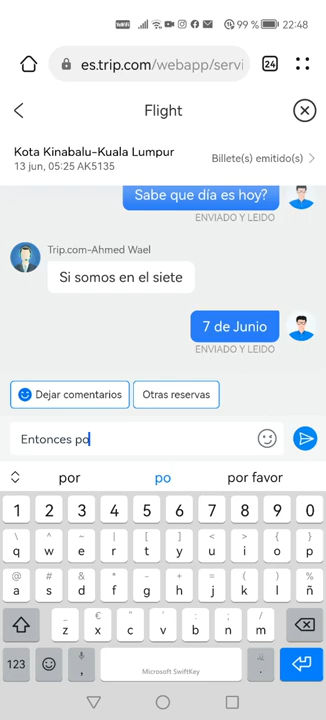 VoWiFi 99 % 22:48
es.trip.com/webapp/servi 24
Flight
Kota Kinabalu-Kuala Lumpur
13 jun, 05:25 AK5135 Billete(s) emitido(s)
Sabe que día es hoy?
ENVIADO Y LEIDO
Trip.com-Ahmed Wael
Si somos en el siete
7 de Junio
ENVIADO Y LEIDO
Dejar comentarios Otras reservas
Entonces po
por po por favor
1 2 3 4 5 6 7 8 9 0
\ ^ ~ | [ ] < > { }
q w e r t y u i o p
@ # & * - + = ( ) %
a s d f g h j k l ñ
_ € " ' : ; /
z x c v b n m
123 , Microsoft SwiftKey .